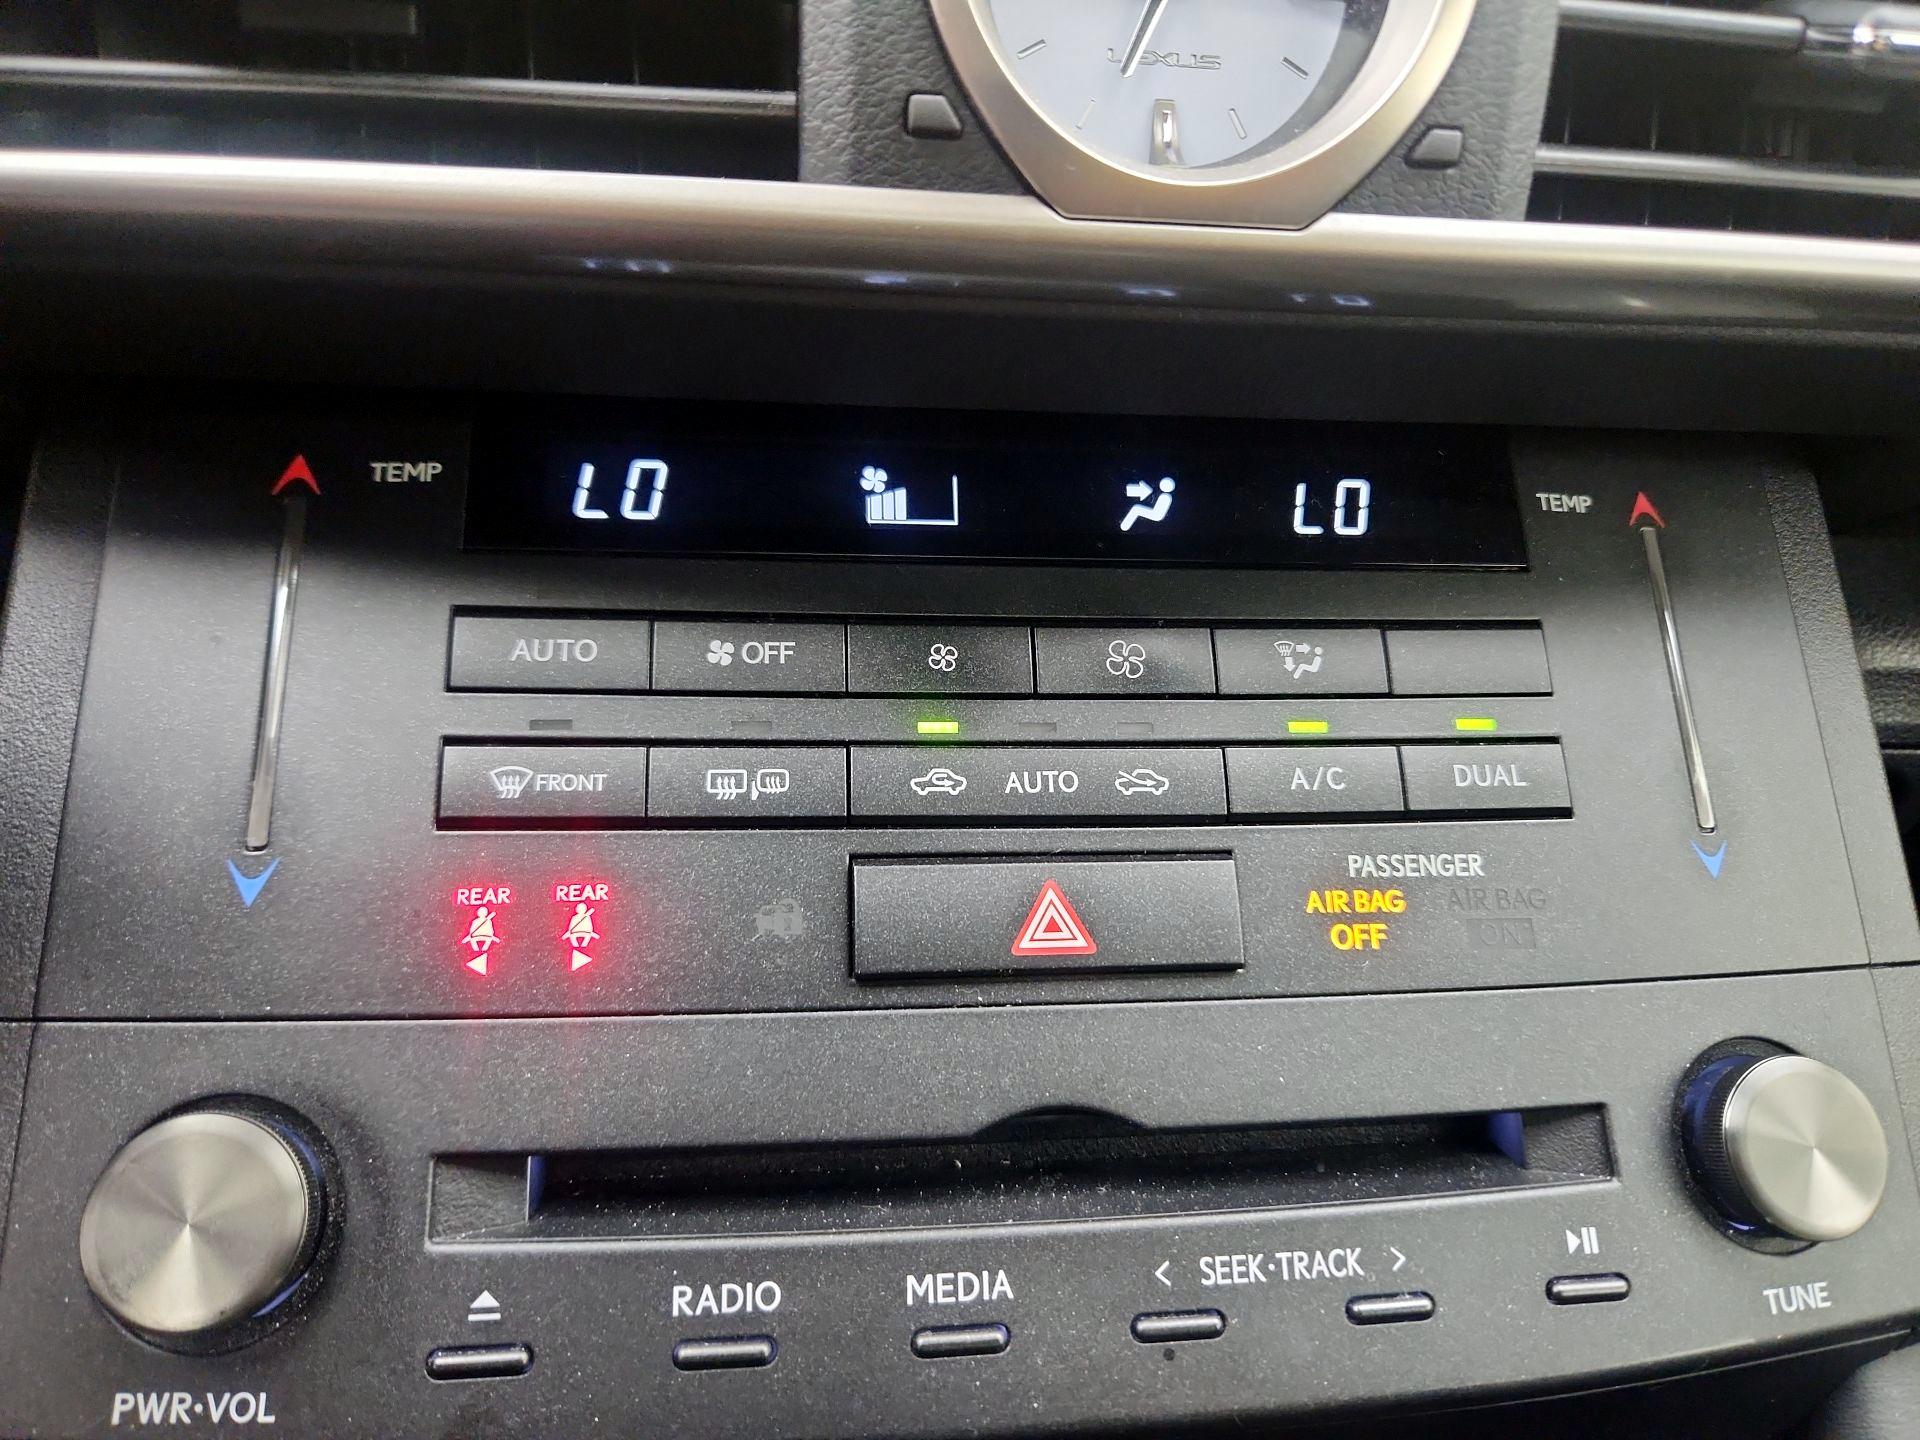 LEXUS
TEMP
LO
LO
TEMP
AUTO
OFF
FRONT
AUTO
A/C
DUAL
REAR
REAR
PASSENGER
AIR BAG
OFF
AIR BAG
ON
PWR·VOL
RADIO
MEDIA
< SEEK·TRACK >
TUNE